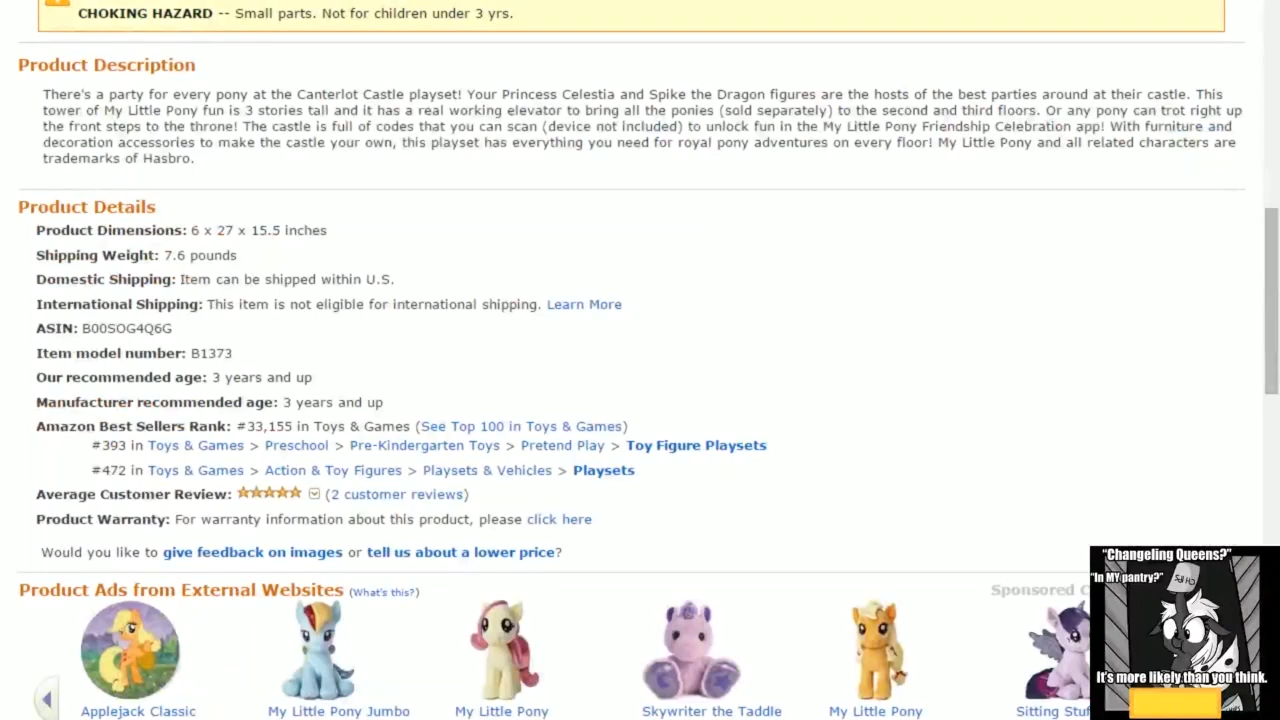 CHOKING HAZARD -- Small parts. Not for children under 3 yrs.
Product Description
There's a party for every pony at the Canterlot Castle playset! Your Princess Celestia and Spike the Dragon figures are the hosts of the best parties around at their castle. This
tower of My Little Pony fun is 3 stories tall and it has a real working elevator to bring all the ponies (sold separately) to the second and third floors. Or any pony can trot right up
the front steps to the throne! The castle is full of codes that you can scan (device not included) to unlock fun in the My Little Pony Friendship Celebration app! With furniture and
decoration accessories to make the castle your own, this playset has everything you need for royal pony adventures on every floor! My Little Pony and all related characters are
trademarks of Hasbro.
Product Details
Product Dimensions: 6 x 27 x 15.5 inches
Shipping Weight: 7.6 pounds
Domestic Shipping: Item can be shipped within U.S.
International Shipping: This item is not eligible for international shipping. Learn More
ASIN: B00SOG4Q6G
Item model number: B1373
Our recommended age: 3 years and up
Manufacturer recommended age: 3 years and up
Amazon Best Sellers Rank: #33,155 in Toys & Games (See Top 100 in Toys & Games)
#393 in Toys & Games > Preschool > Pre-Kindergarten Toys > Pretend Play > Toy Figure Playsets
#472 in Toys & Games > Action & Toy Figures > Playsets & Vehicles > Playsets
Average Customer Review: (2 customer reviews)
Product Warranty: For warranty information about this product, please click here
Would you like to give feedback on images or tell us about a lower price?
Product Ads from External Websites (What's this?)
Sponsored C
Applejack Classic
My Little Pony Jumbo
My Little Pony
Skywriter the Taddle
My Little Pony
Sitting Stuf
"Changeling Queens?"
"In MY pantry?"
It's more likely than you think.